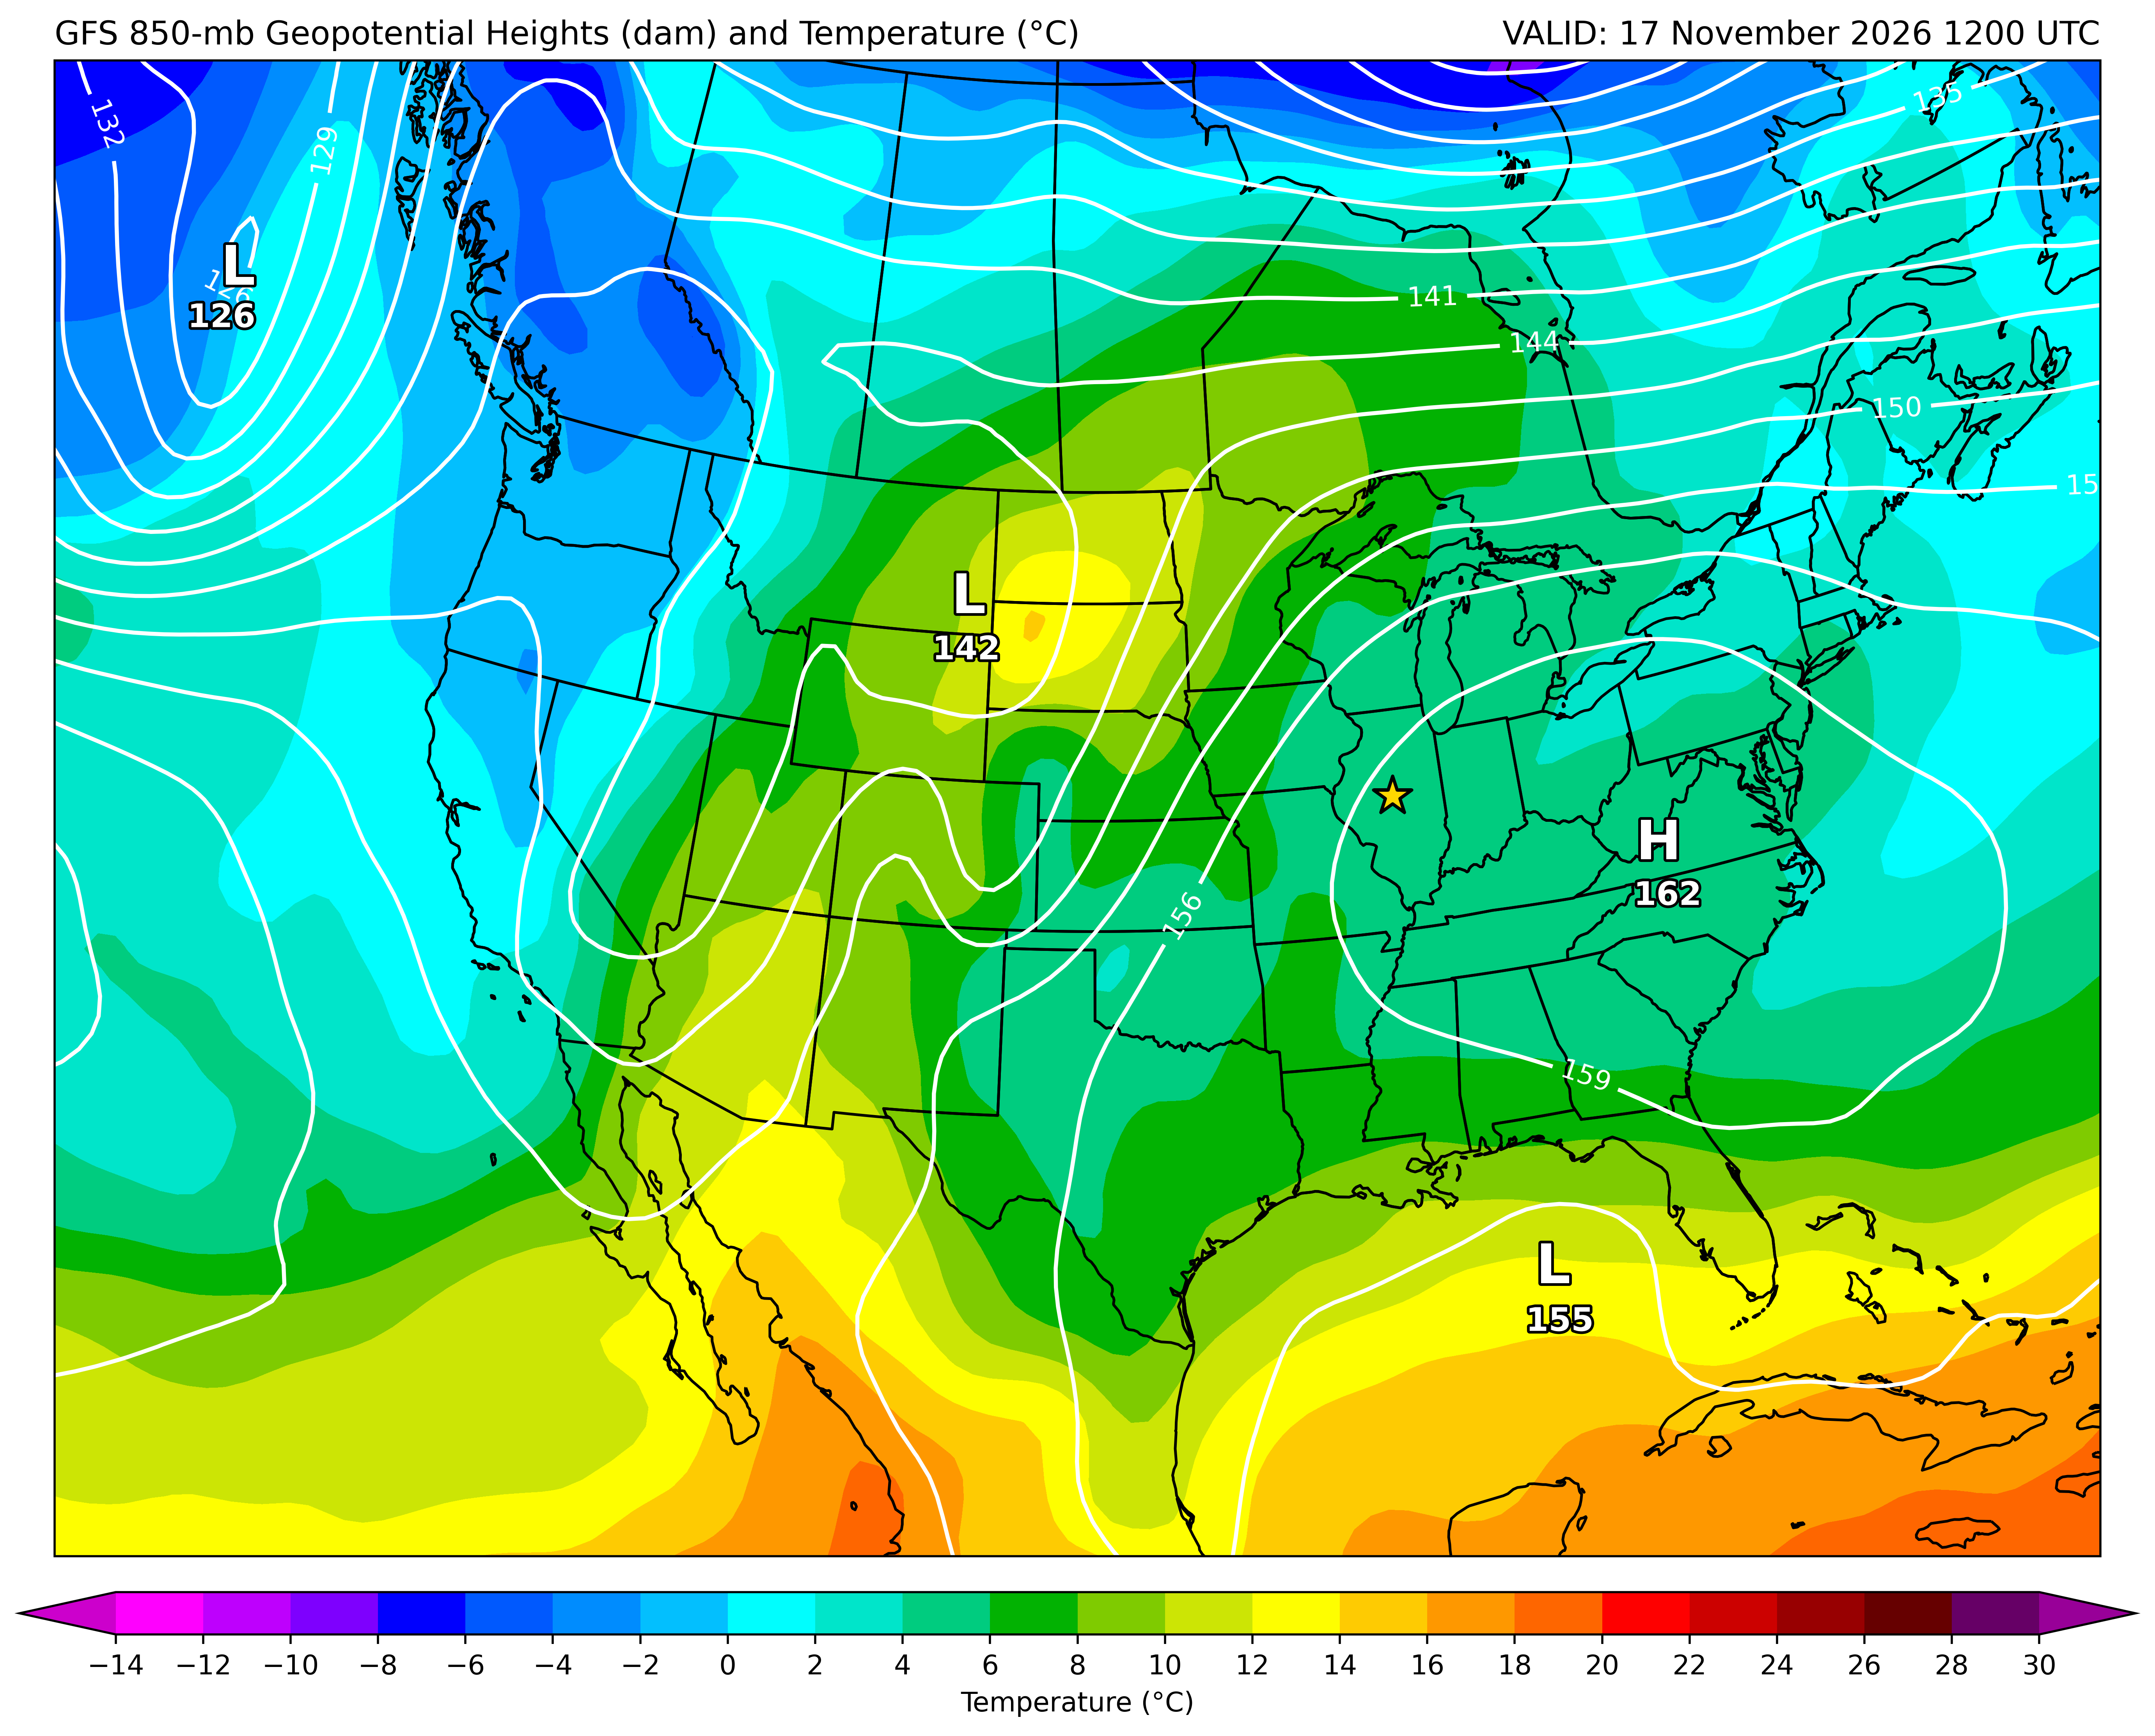 GFS 850-mb Geopotential Heights (dam) and Temperature (°C)
VALID: 17 November 2026 1200 UTC
132
129
135
L
126
126
141
144
150
15
L
142
H
162
156
159
L
155
−14 −12 −10 −8 −6 −4 −2 0 2 4 6 8 10 12 14 16 18 20 22 24 26 28 30
Temperature (°C)